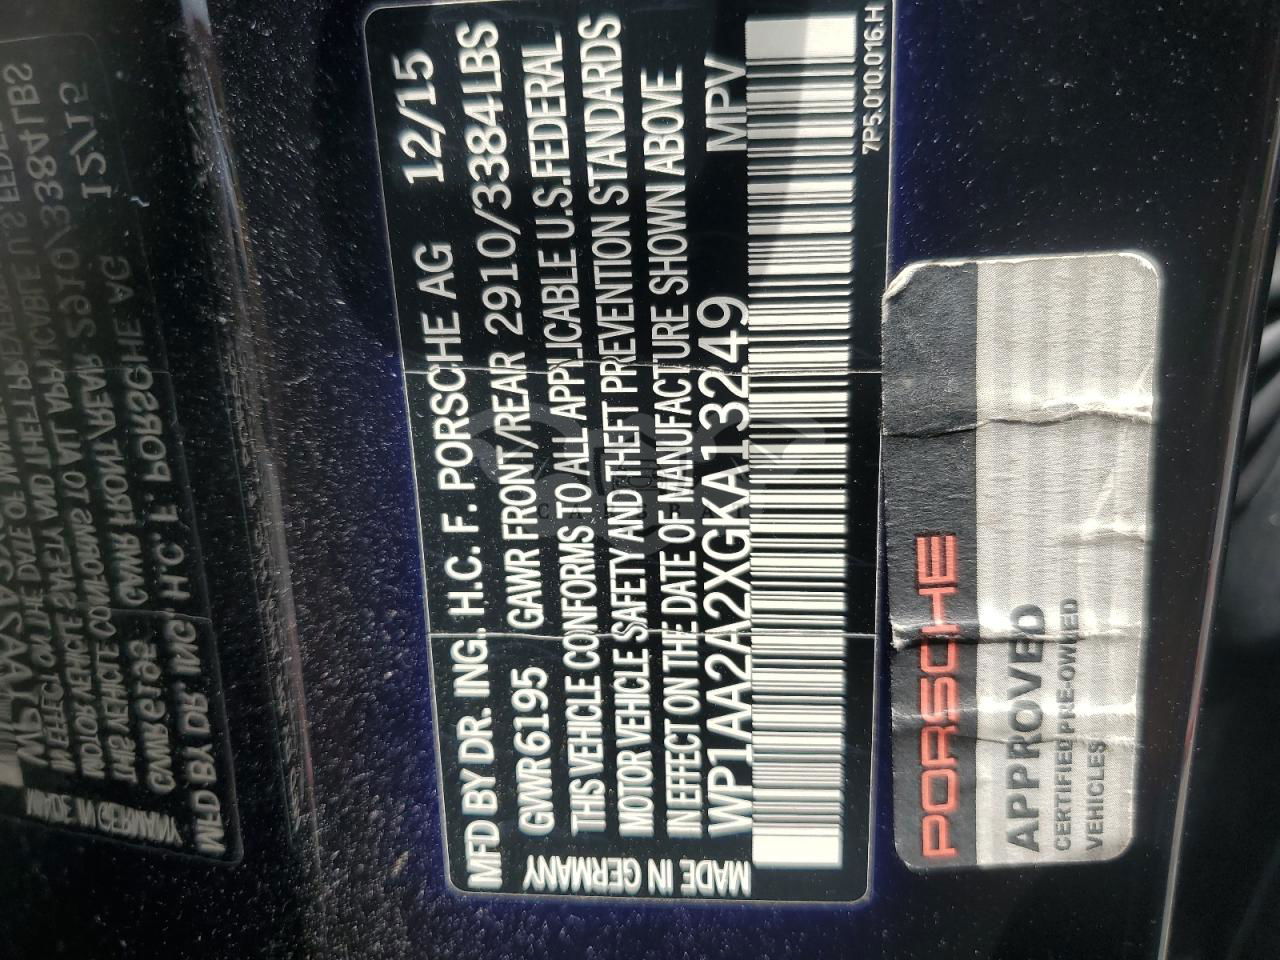 MFD BY DR. ING. H.C. F. PORSCHE AG 12/15
GVWR 6195 GAWR FRONT/REAR 2910/3384LBS
THIS VEHICLE CONFORMS TO ALL APPLICABLE U.S.FEDERAL
MOTOR VEHICLE SAFETY AND THEFT PREVENTION STANDARDS
IN EFFECT ON THE DATE OF MANUFACTURE SHOWN ABOVE
WP1AA2A2XGKA13249 MPV
MADE IN GERMANY
7P5.010.016.H
PORSCHE
APPROVED
CERTIFIED PRE-OWNED
VEHICLES